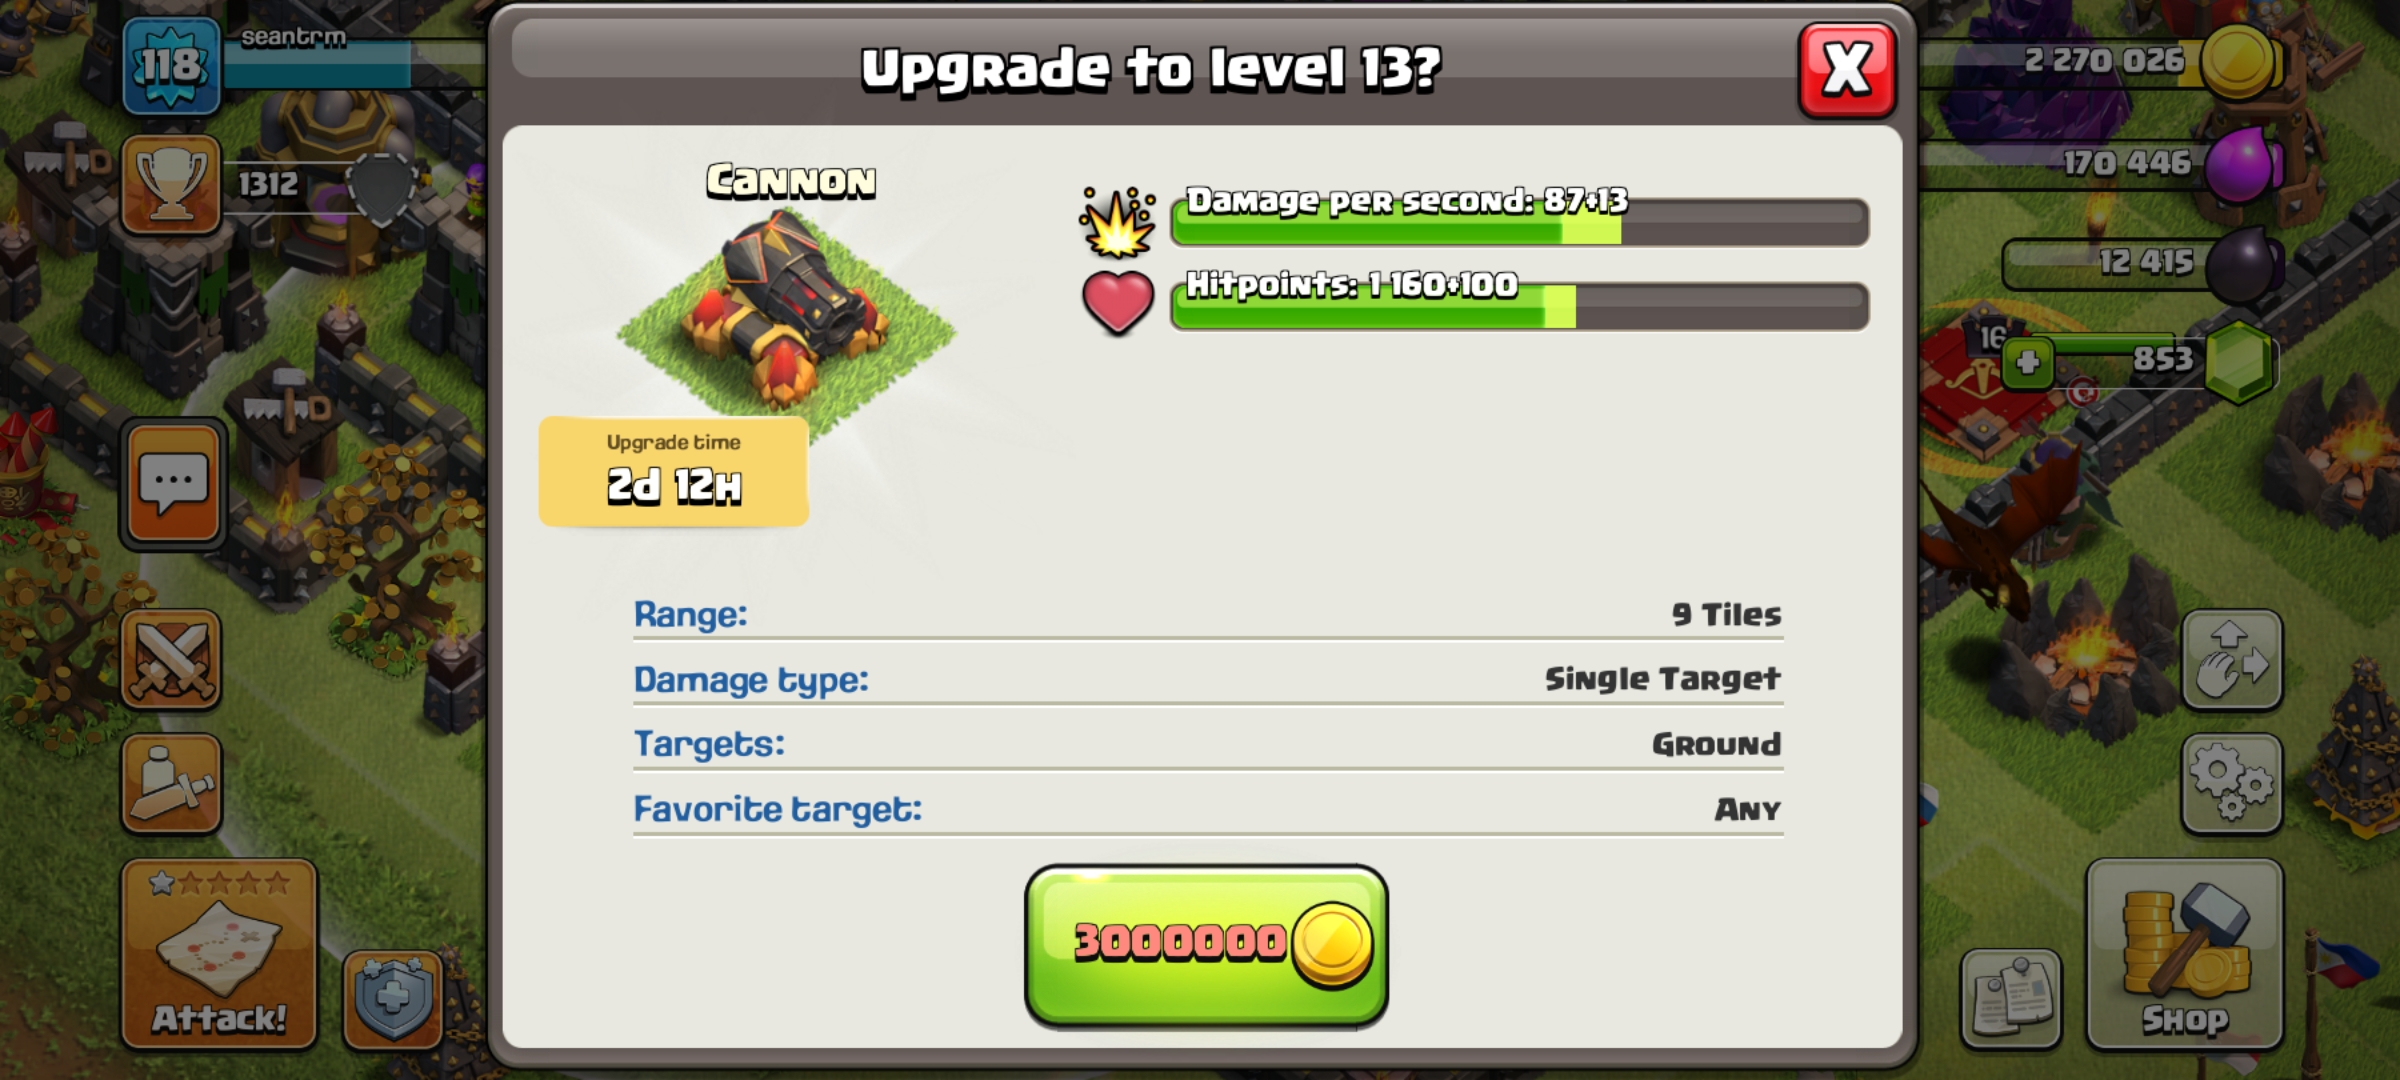 118
seantrm
Upgrade to level 13?
X
2 270 026
1312
Cannon
Damage per second: 87+13
170 446
Hitpoints: 1 160+100
12 415
16
853
Upgrade time
2d 12h
Range: 9 Tiles
Damage type: Single Target
Targets: Ground
Favorite target: Any
3000000
Attack!
Shop